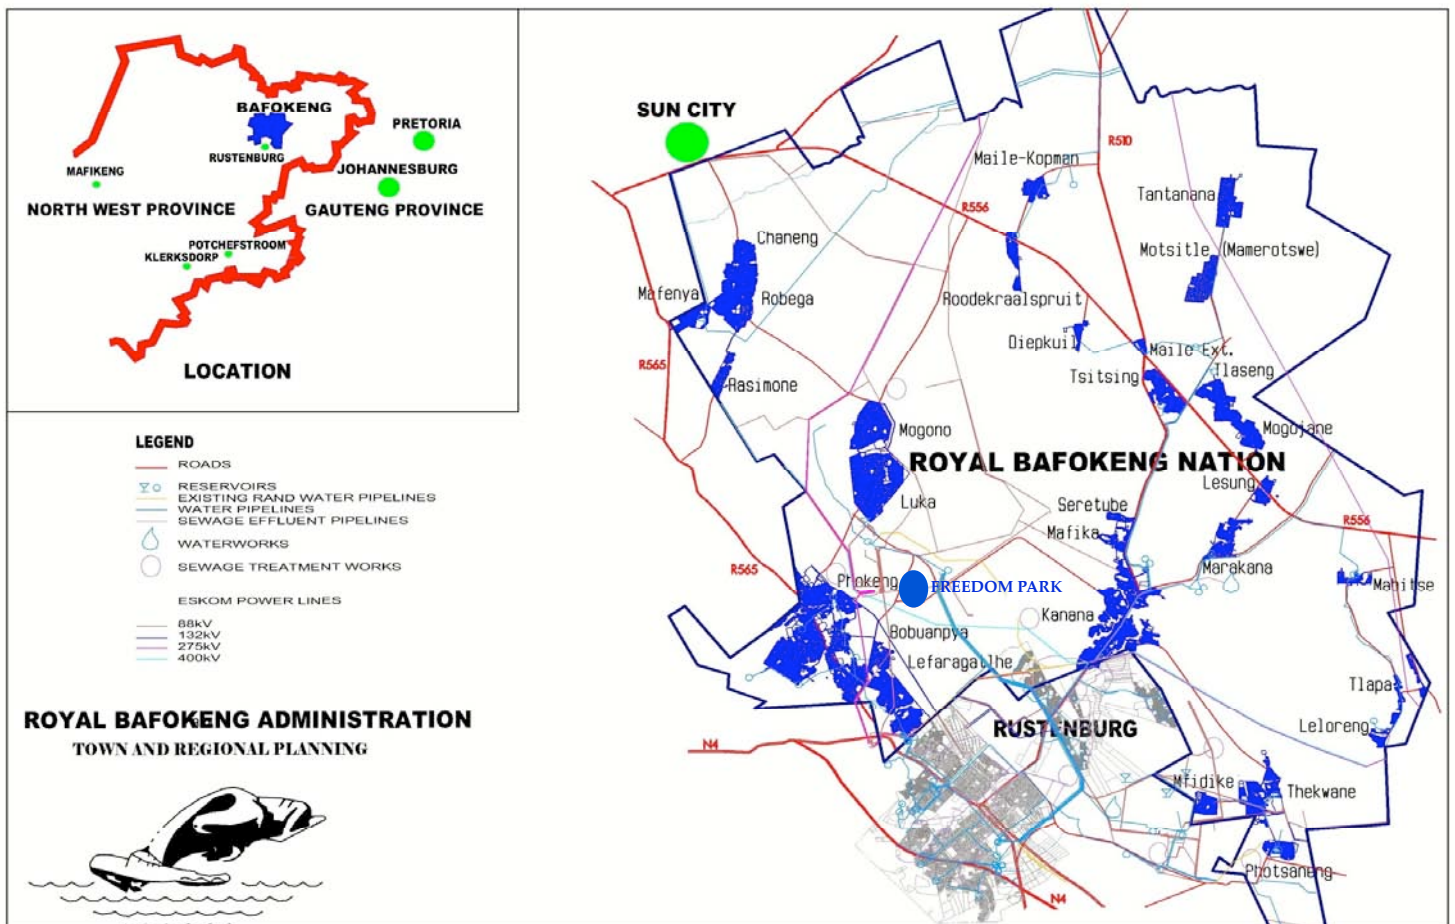 BAFOKENG
PRETORIA
RUSTENBURG
MAFIKENG
JOHANNESBURG
NORTH WEST PROVINCE
GAUTENG PROVINCE
POTCHEFSTROOM
KLERKSDORP
LOCATION
LEGEND
ROADS
RESERVOIRS
EXISTING RAND WATER PIPELINES
WATER PIPELINES
SEWAGE EFFLUENT PIPELINES
WATERWORKS
SEWAGE TREATMENT WORKS
ESKOM POWER LINES
88kV
132kV
275kV
400kV
ROYAL BAFOKENG ADMINISTRATION
TOWN AND REGIONAL PLANNING
SUN CITY
R510
Maile-Kopman
Tantanana
R556
Chaneng
Motsitle (Mamerotswe)
Mafenya
Robega
Roodekraalspruit
Diepkuil
Maile Ext.
R565
Rasimone
Tsitsing
Tlaseng
Mogono
Mogojane
ROYAL BAFOKENG NATION
Luka
Lesung
Seretube
R556
Mafika
R565
Marakana
Phokeng
FREEDOM PARK
Mabitse
Kanana
Bobuanpya
Lefaragatlhe
Tlapa
RUSTENBURG
Leloreng
N4
Mfidike
Thekwane
Photsaneng
N4